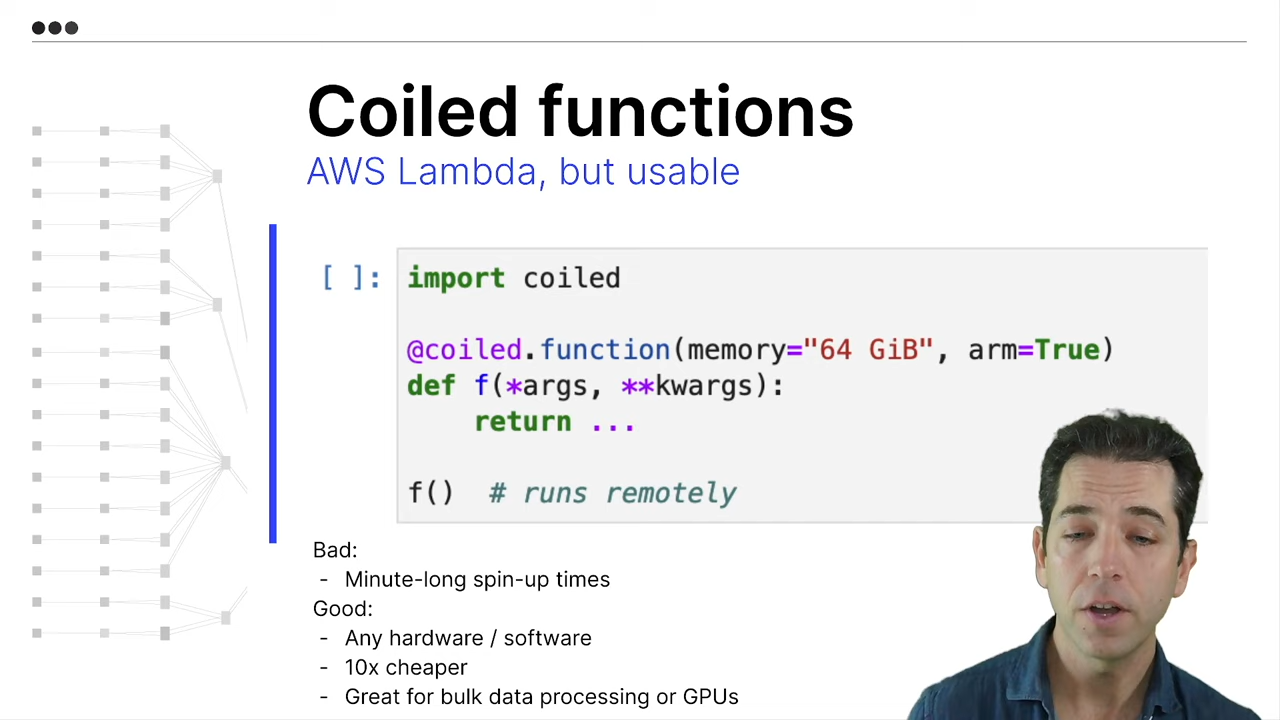 Coiled functions
AWS Lambda, but usable
[ ]:
import coiled
@coiled.function(memory="64 GiB", arm=True)
def f(*args, **kwargs):
    return ...
f()  # runs remotely
Bad:
- Minute-long spin-up times
Good:
- Any hardware / software
- 10x cheaper
- Great for bulk data processing or GPUs